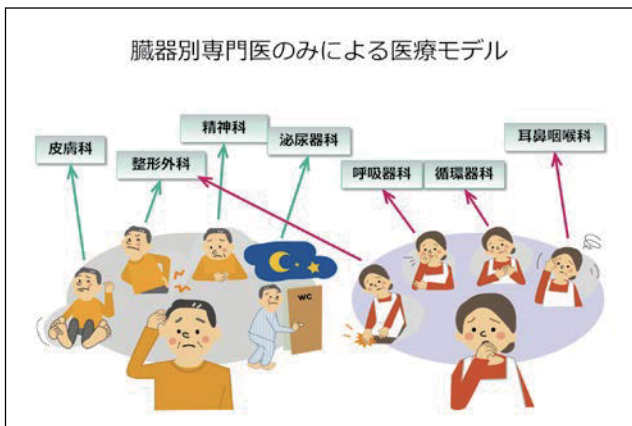 臓器別専門医のみによる医療モデル
精神科
泌尿器科
耳鼻咽喉科
皮膚科
整形外科
呼吸器科
循環器科
WC